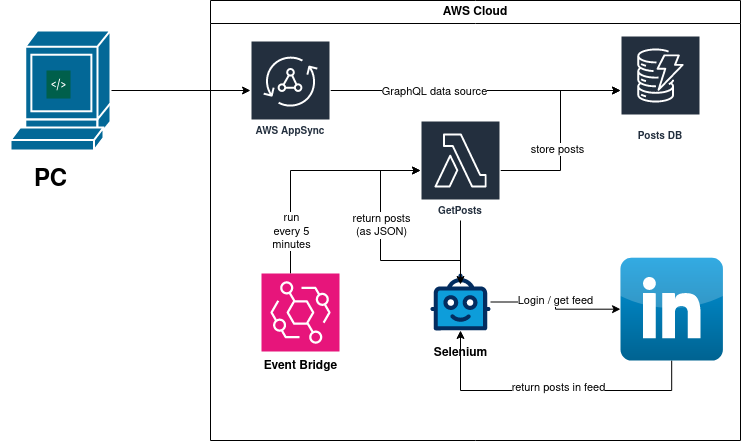 AWS Cloud
</>
AWS AppSync
GraphQL data source
Posts DB
PC
store posts
GetPosts
run
every 5
minutes
return posts
(as JSON)
Login / get feed
in
Selenium
Event Bridge
return posts in feed